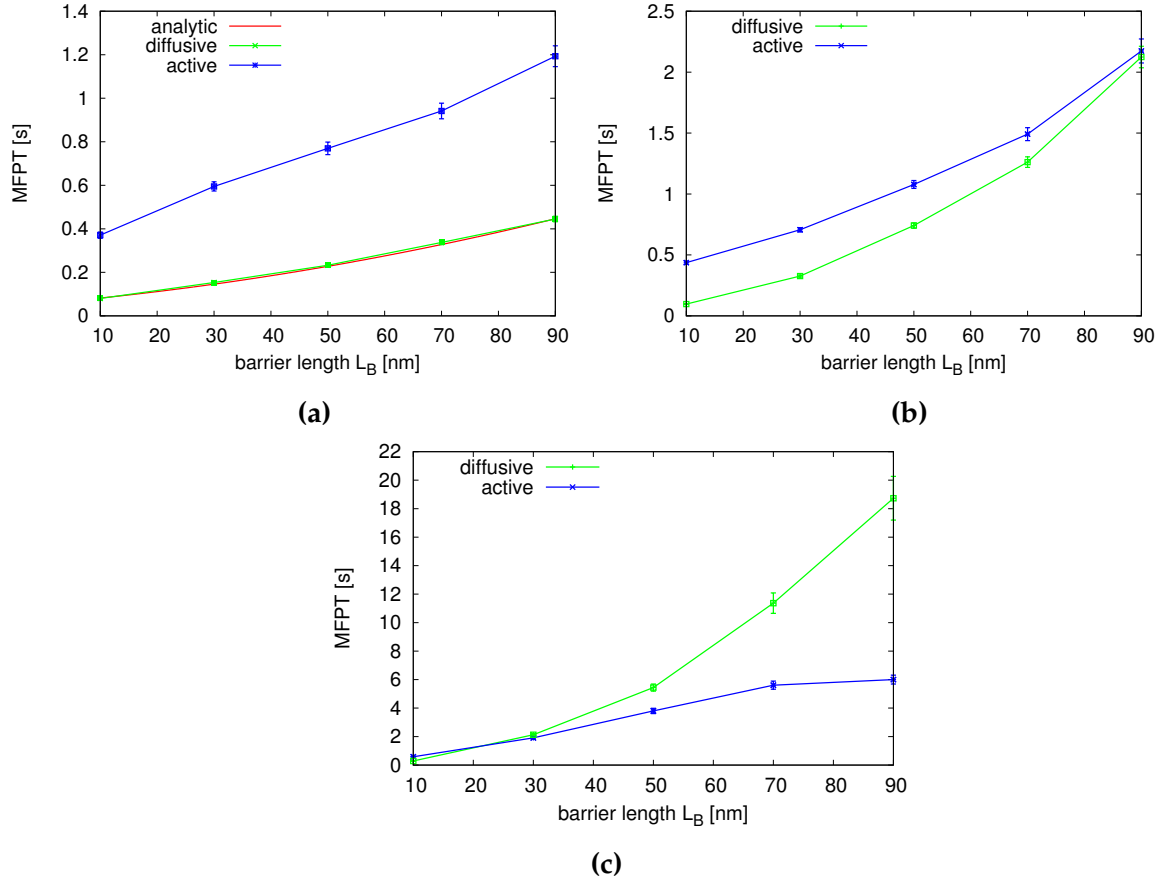 analytic
diffusive
active
MFPT [s]
1.4
1.2
1
0.8
0.6
0.4
0.2
0
10 20 30 40 50 60 70 80 90
barrier length L_B [nm]
(a)
diffusive
active
MFPT [s]
2.5
2
1.5
1
0.5
0
10 20 30 40 50 60 70 80 90
barrier length L_B [nm]
(b)
diffusive
active
MFPT [s]
22
20
18
16
14
12
10
8
6
4
2
0
10 20 30 40 50 60 70 80 90
barrier length L_B [nm]
(c)